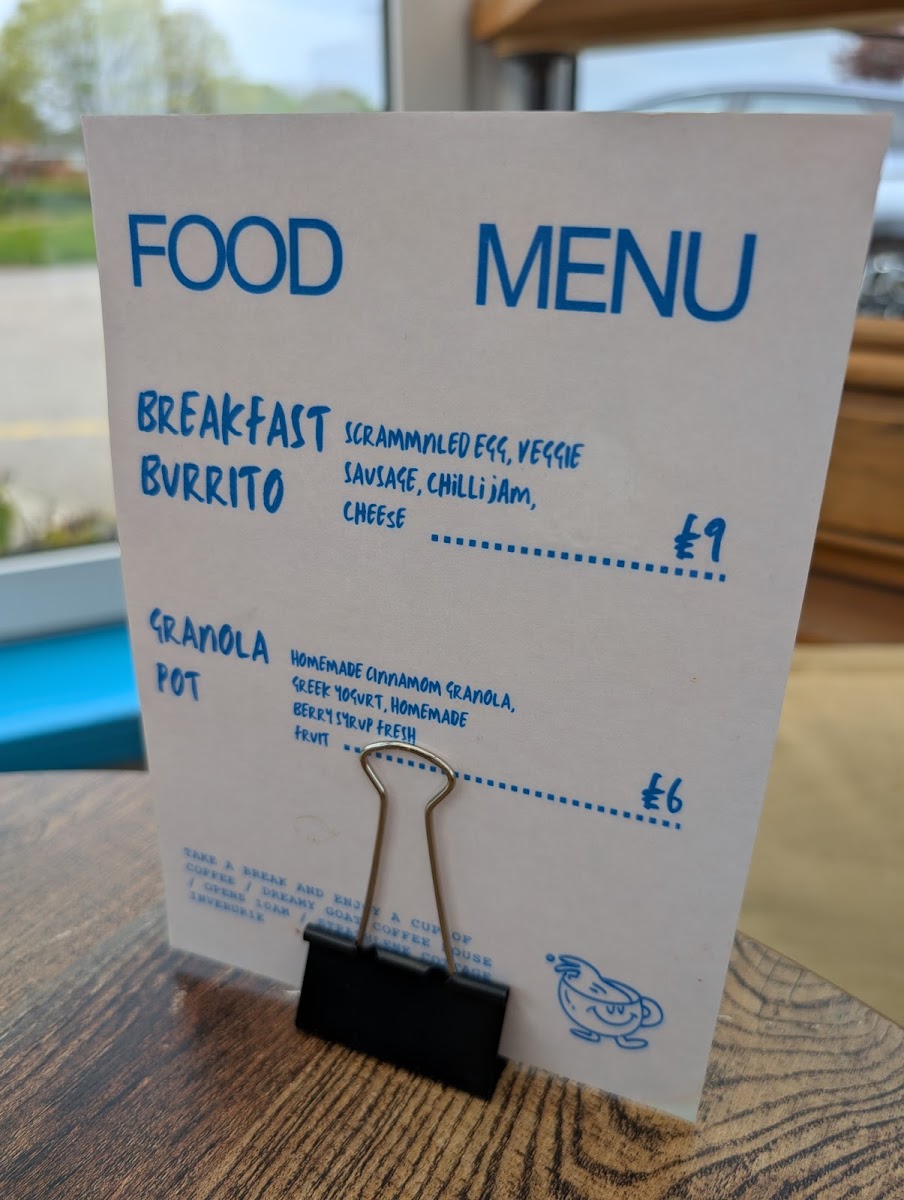 FOOD MENU
BREAKFAST
BURRITO
SCRAMMNLED EGG, VEGGIE
SAUSAGE, CHILLI JAM,
CHEESE
£9
GRANOLA
POT
HOMEMADE CINNAMOM GRANOLA,
GREEK YOGURT, HOMEMADE
BERRY SYRUP FRESH
FRUIT
£6
TAKE A BREAK AND ENJOY A CUP OF
COFFEE / DREAMY GOAT COFFEE HOUSE
/ OPENS 10AM / COTTAGE
INVERURIE